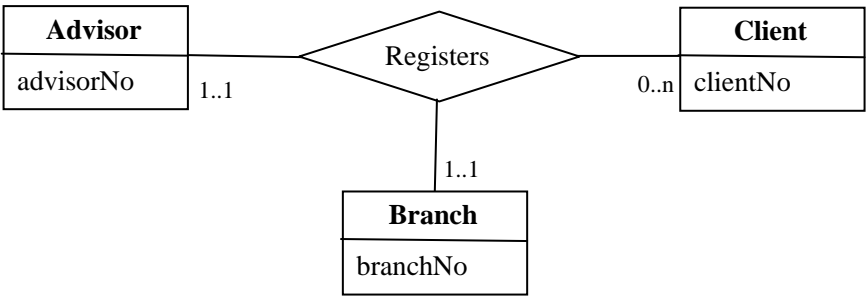 Advisor
advisorNo
1..1
Registers
Client
clientNo
0..n
1..1
Branch
branchNo